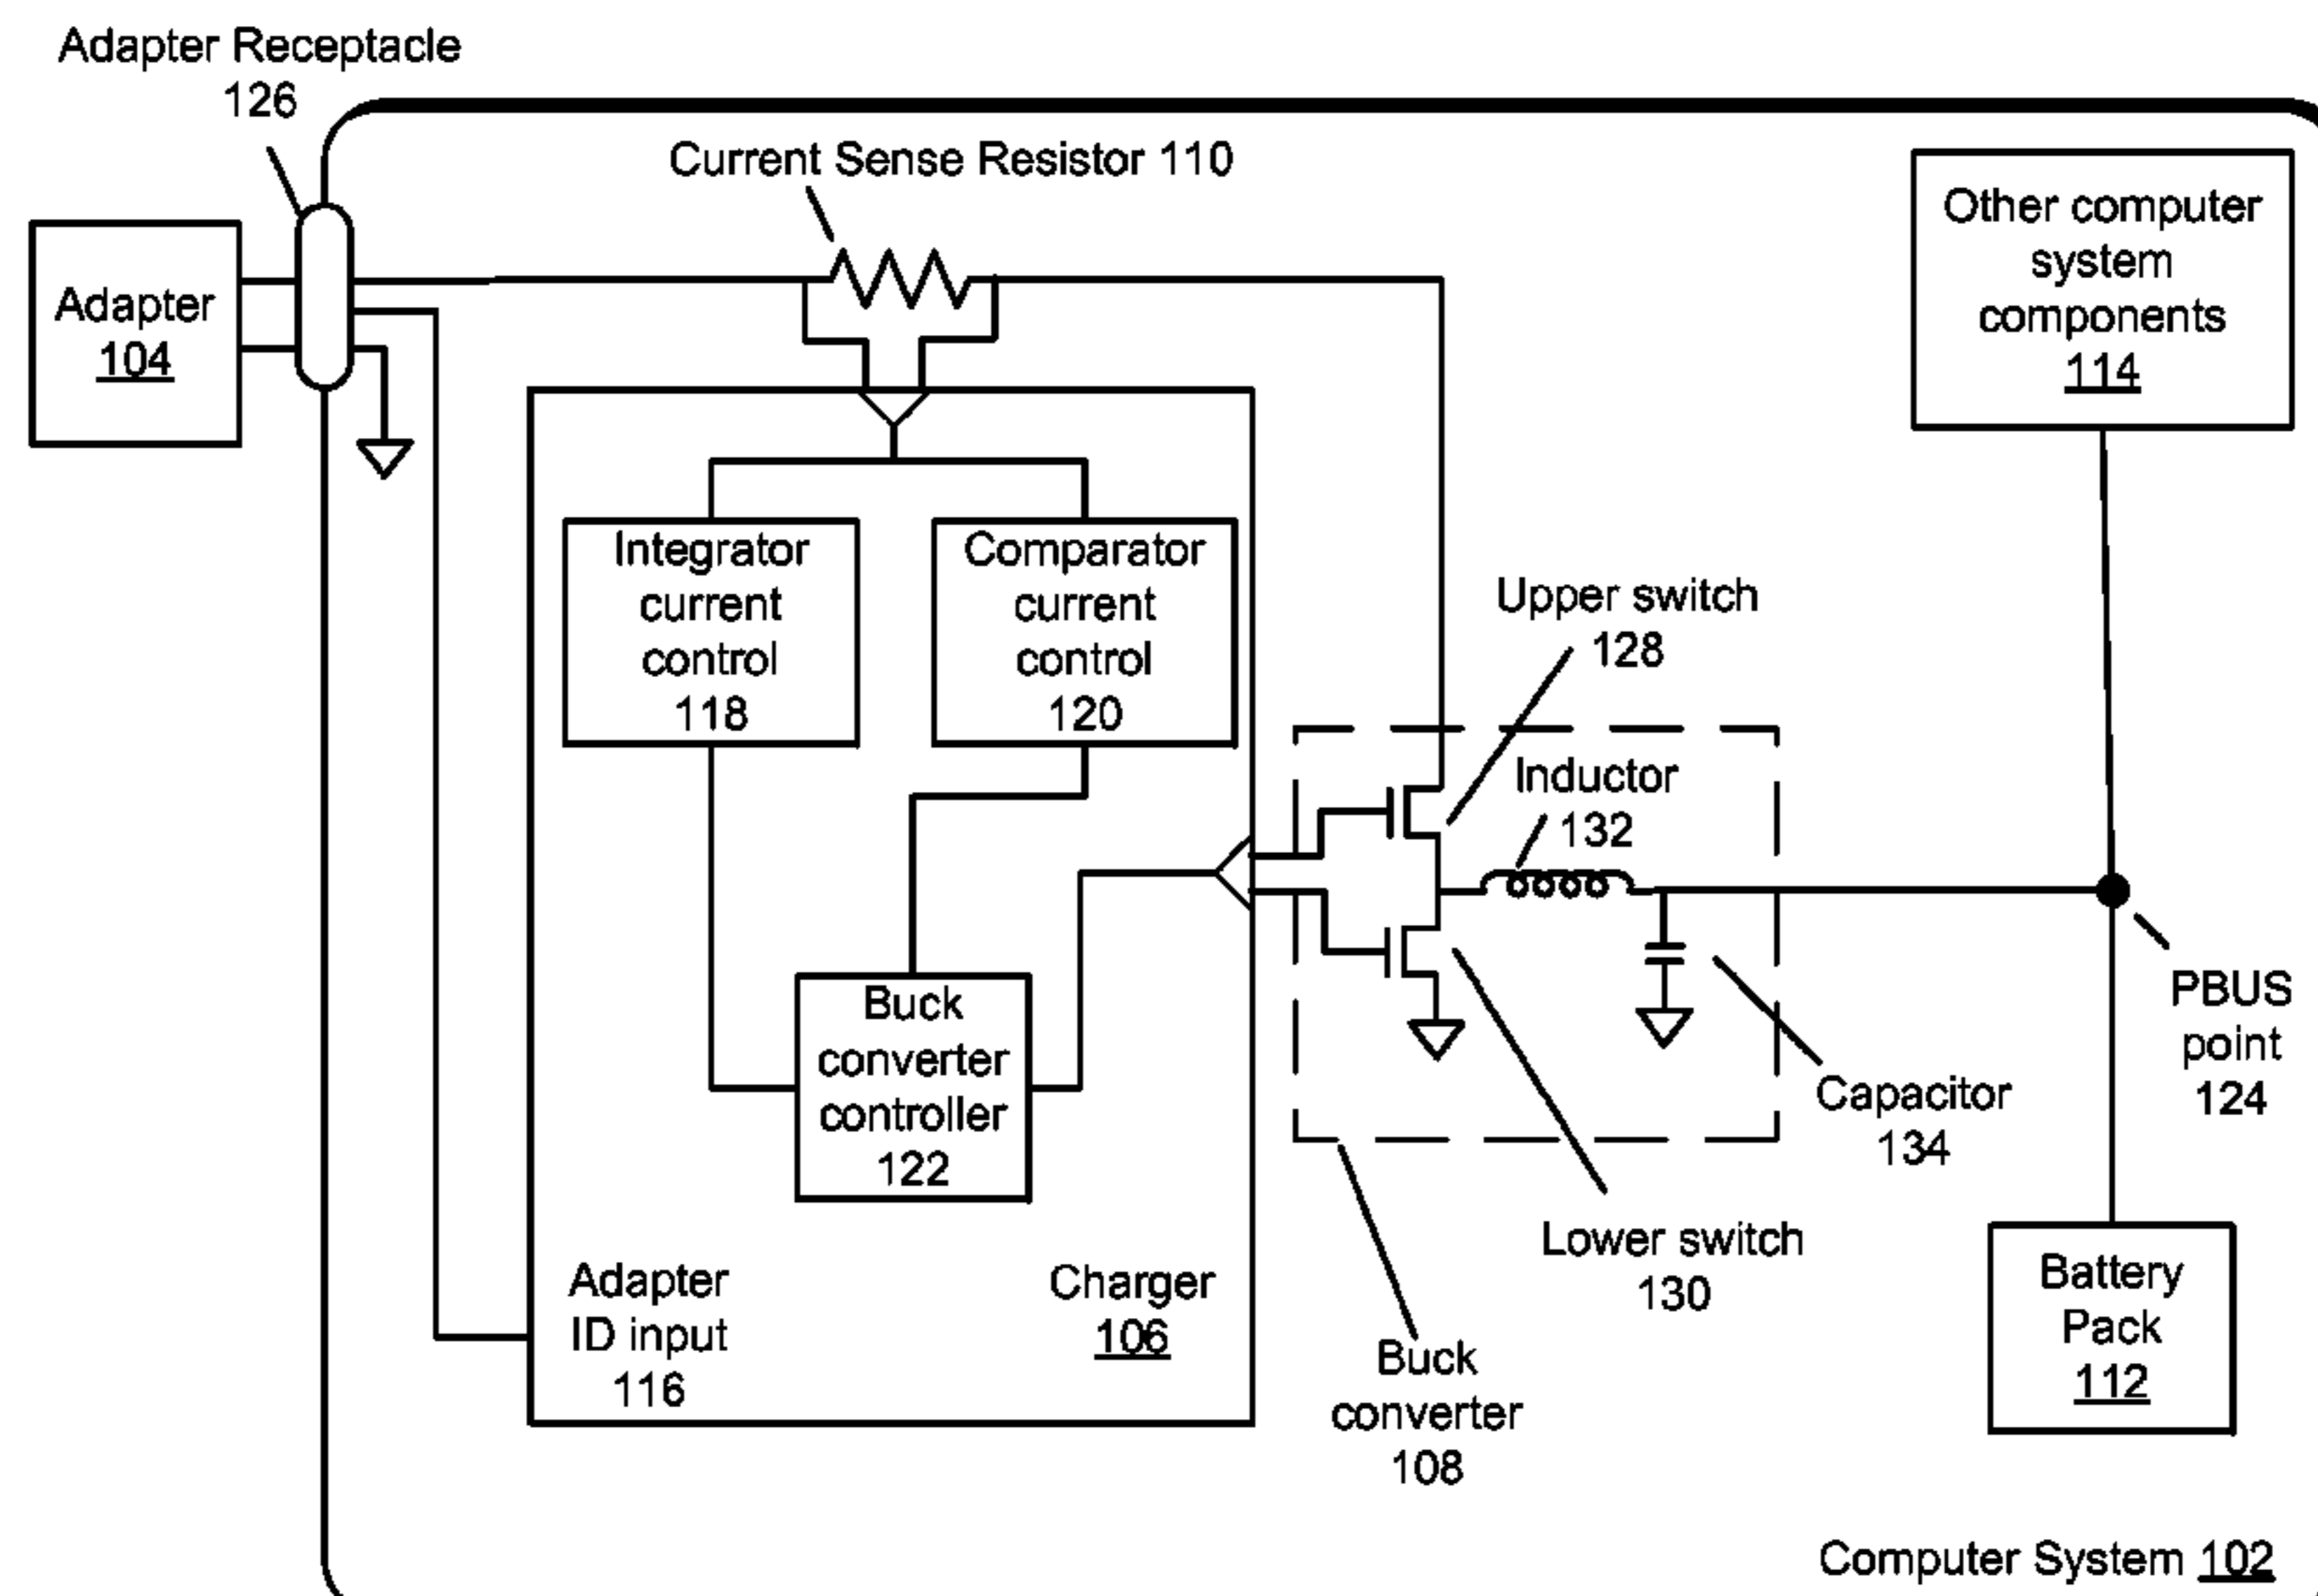 Adapter Receptacle
126
Current Sense Resistor 110
Adapter
104
Other computer
system
components
114
Integrator
current
control
118
Comparator
current
control
120
Upper switch
128
Inductor
132
Buck
converter
controller
122
PBUS
point
124
Capacitor
134
Lower switch
130
Adapter
ID input
116
Charger
106
Buck
converter
108
Battery
Pack
112
Computer System 102